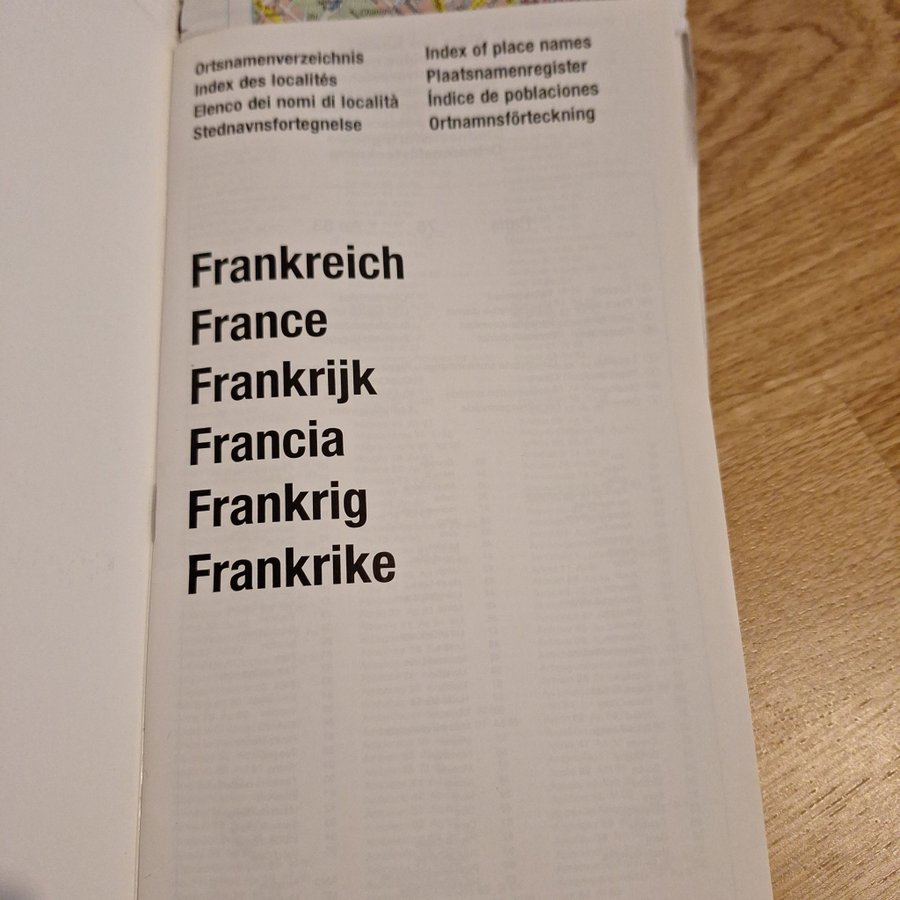 Ortsnamenverzeichnis
Index des localités
Elenco dei nomi di località
Stednavnsfortegnelse
Index of place names
Plaatsnamenregister
Índice de poblaciones
Ortnamnsförteckning
Frankreich
France
Frankrijk
Francia
Frankrig
Frankrike